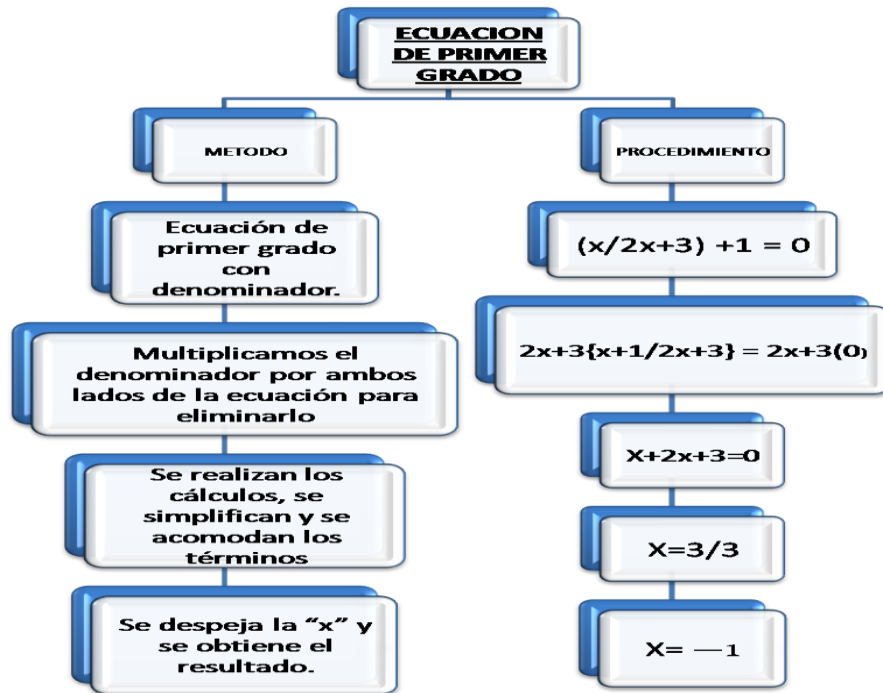 ECUACION
DE PRIMER
GRADO
METODO
Ecuación de
primer grado
con
denominador.
Multiplicamos el
denominador por ambos
lados de la ecuación para
eliminarlo
Se realizan los
cálculos, se
simplifican y se
acomodan los
términos
Se despeja la “x” y
se obtiene el
resultado.
PROCEDIMIENTO
(x/2x+3) +1 = 0
2x+3{x+1/2x+3} = 2x+3(0)
X+2x+3=0
X=3/3
X= —1